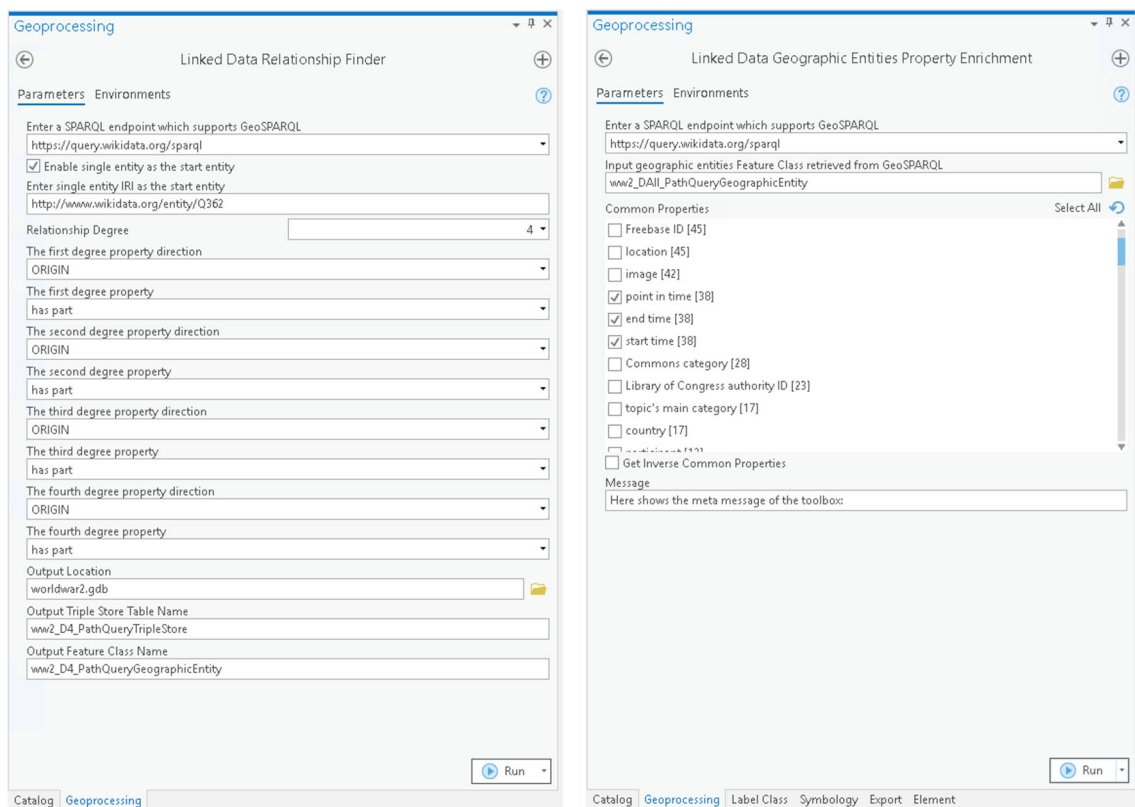 Geoprocessing
Linked Data Relationship Finder
Parameters Environments
Enter a SPARQL endpoint which supports GeoSPARQL
https://query.wikidata.org/sparql
Enable single entity as the start entity
Enter single entity IRI as the start entity
http://www.wikidata.org/entity/Q362
Relationship Degree 4
The first degree property direction
ORIGIN
The first degree property
has part
The second degree property direction
ORIGIN
The second degree property
has part
The third degree property direction
ORIGIN
The third degree property
has part
The fourth degree property direction
ORIGIN
The fourth degree property
has part
Output Location
worldwar2.gdb
Output Triple Store Table Name
ww2_D4_PathQueryTripleStore
Output Feature Class Name
ww2_D4_PathQueryGeographicEntity
Run
Catalog Geoprocessing
Geoprocessing
Linked Data Geographic Entities Property Enrichment
Parameters Environments
Enter a SPARQL endpoint which supports GeoSPARQL
https://query.wikidata.org/sparql
Input geographic entities Feature Class retrieved from GeoSPARQL
ww2_DAll_PathQueryGeographicEntity
Common Properties Select All
Freebase ID [45]
location [45]
image [42]
point in time [38]
end time [38]
start time [38]
Commons category [28]
Library of Congress authority ID [23]
topic's main category [17]
country [17]
Get Inverse Common Properties
Message
Here shows the meta message of the toolbox:
Run
Catalog Geoprocessing Label Class Symbology Export Element